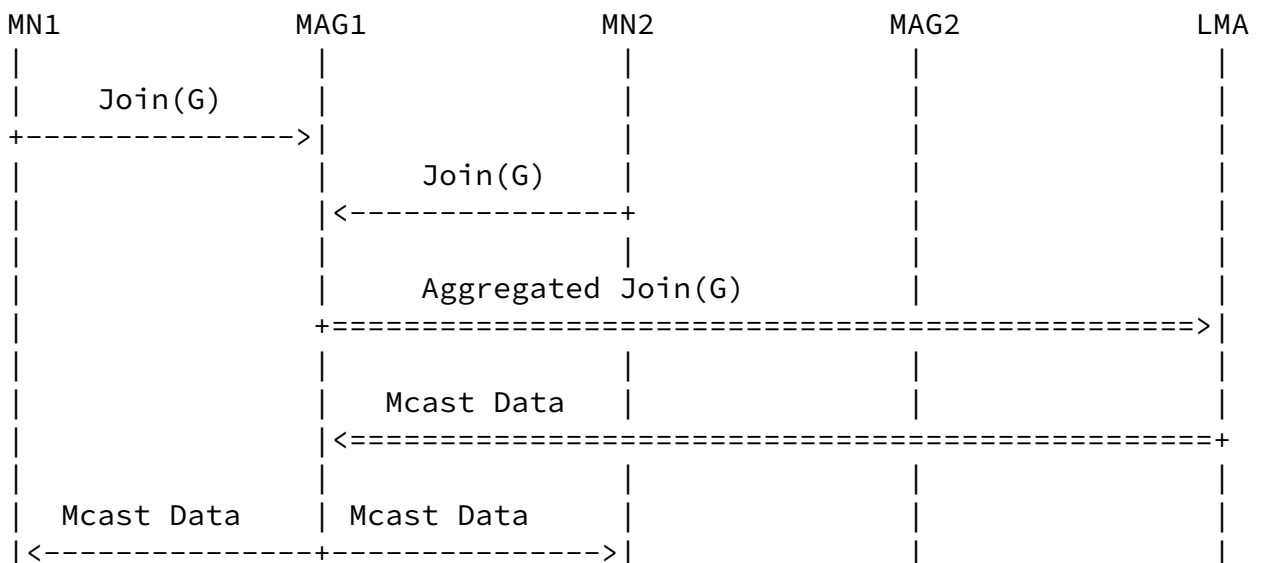 MN1 MAG1 MN2 MAG2 LMA
Join(G)
Join(G)
Aggregated Join(G)
Mcast Data
Mcast Data Mcast Data